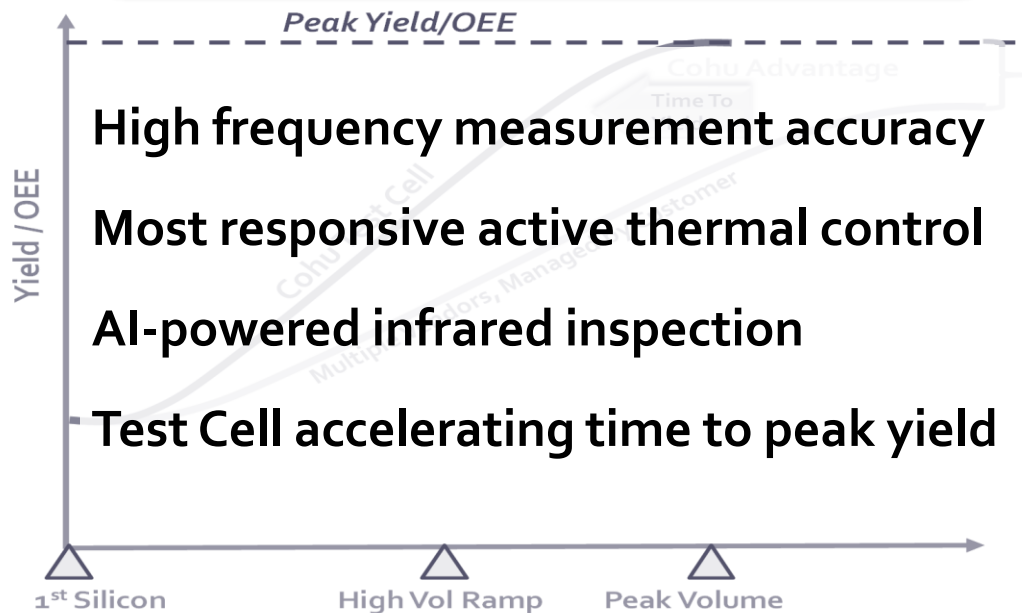 Peak Yield/OEE
Cohu Advantage
Time To
High frequency measurement accuracy
Most responsive active thermal control
AI-powered infrared inspection
Test Cell accelerating time to peak yield
Yield / OEE
1st Silicon
High Vol Ramp
Peak Volume